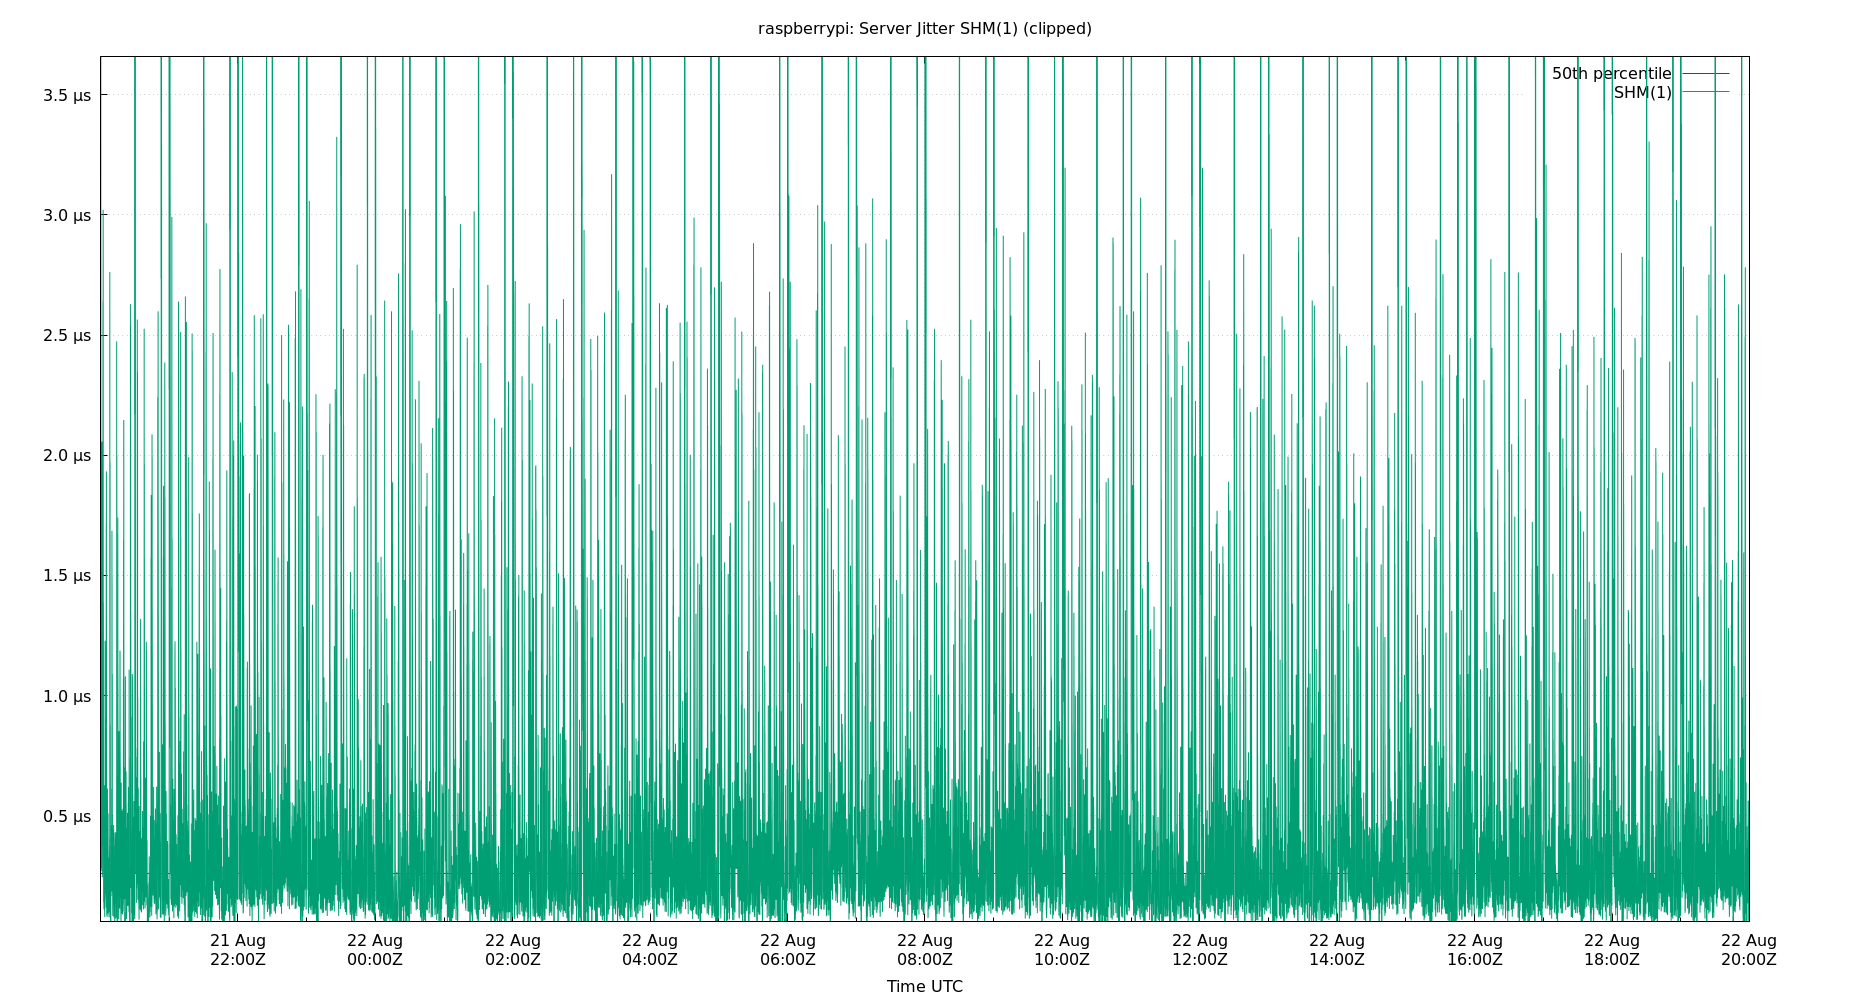 raspberrypi: Server Jitter SHM(1) (clipped)
50th percentile
SHM(1)
3.5 µs
3.0 µs
2.5 µs
2.0 µs
1.5 µs
1.0 µs
0.5 µs
21 Aug 22 Aug 22 Aug 22 Aug 22 Aug 22 Aug 22 Aug 22 Aug 22 Aug 22 Aug 22 Aug 22 Aug
22:00Z 00:00Z 02:00Z 04:00Z 06:00Z 08:00Z 10:00Z 12:00Z 14:00Z 16:00Z 18:00Z 20:00Z
Time UTC